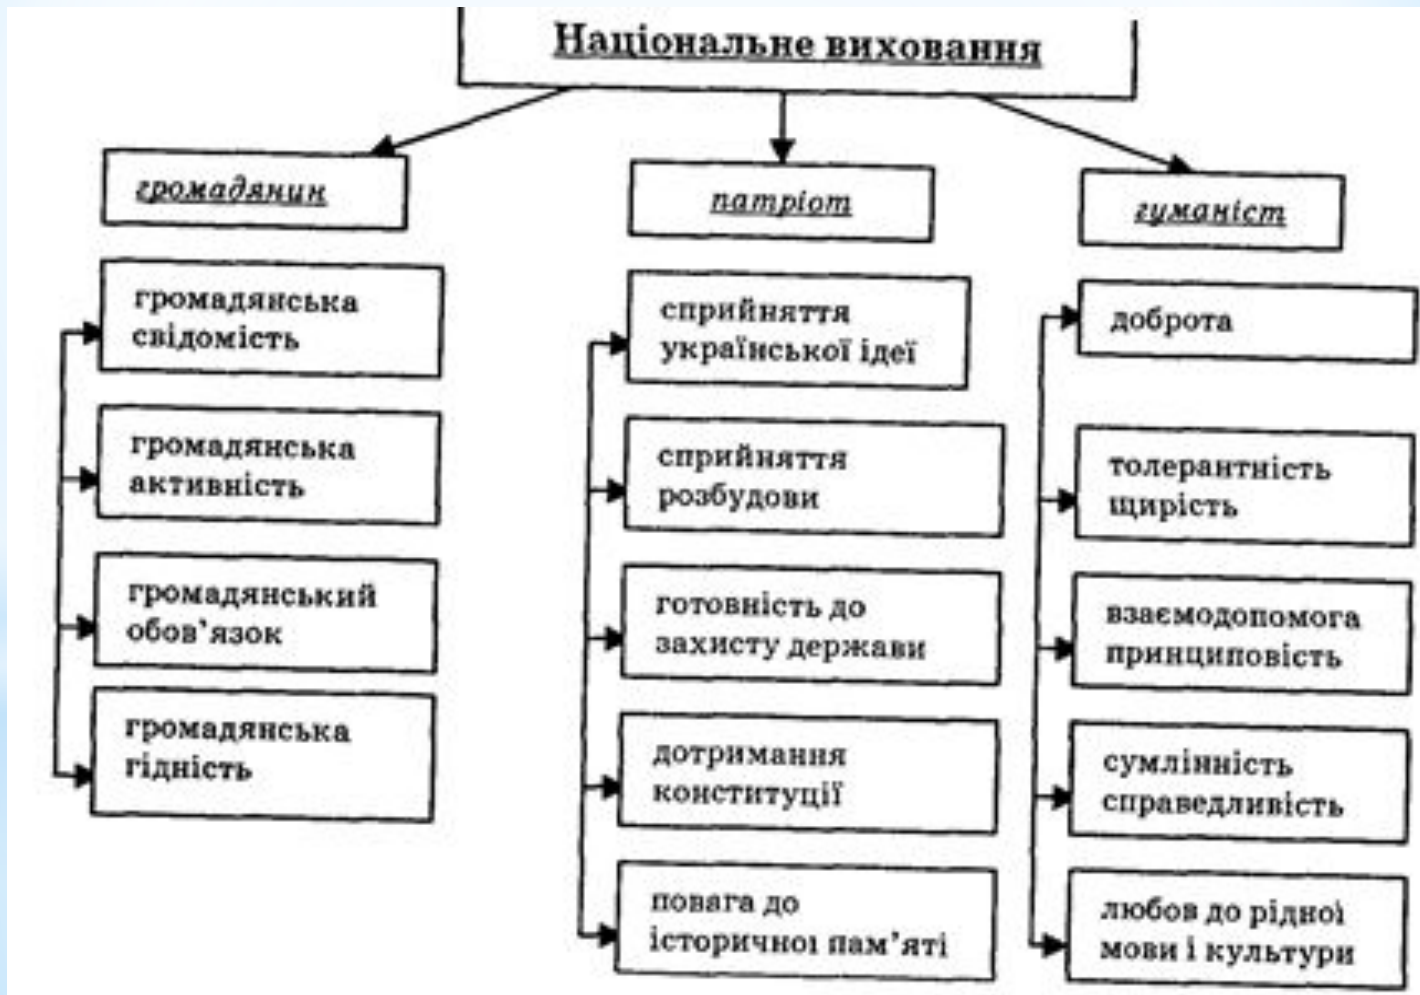 Національне виховання
громадянин
громадянська
свідомість
громадянська
активність
громадянський
обов’язок
громадянська
гідність
патріот
сприйняття
української ідеї
сприйняття
розбудови
готовність до
захисту держави
дотримання
конституції
повага до
історичної пам’яті
гуманіст
доброта
толерантність
щирість
взаємодопомога
принциповість
сумлінність
справедливість
любов до рідної
мови і культури